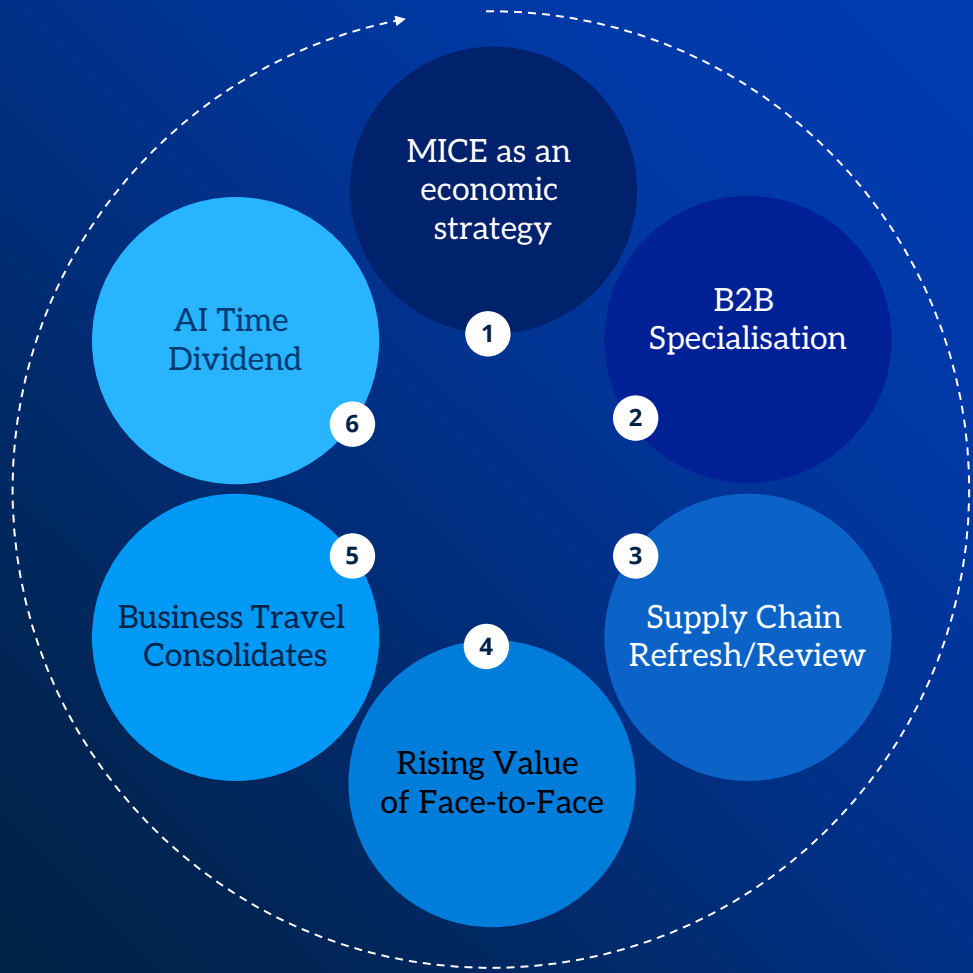 MICE as an
economic
strategy
1
B2B
Specialisation
2
3
Supply Chain
Refresh/Review
4
Rising Value
of Face-to-Face
5
Business Travel
Consolidates
AI Time
Dividend
6